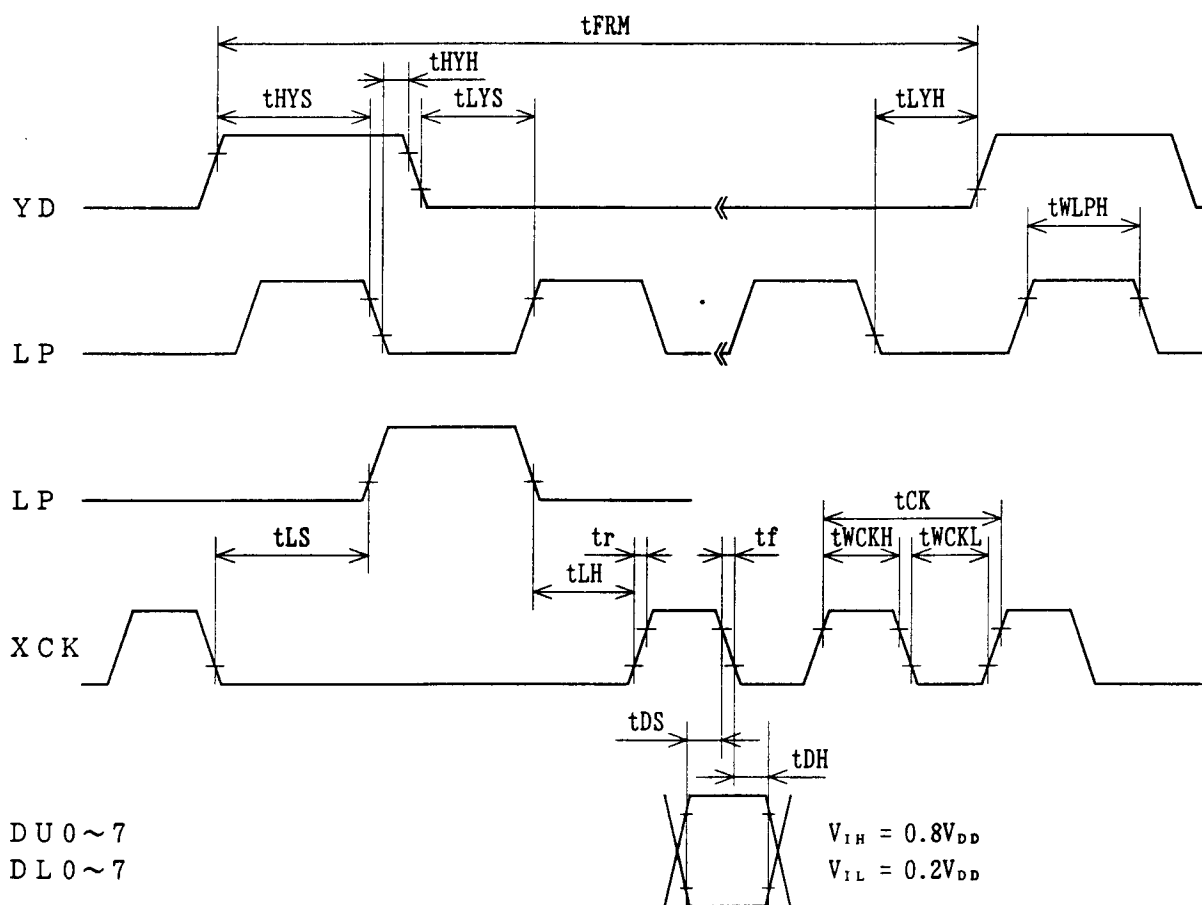 tFRM
tHYH
tHYS
tLYS
tLYH
YD
tWLPH
LP
LP
tCK
tLS
tr
tf
tWCKH
tWCKL
tLH
XCK
tDS
tDH
DU0~7
VIH = 0.8VDD
DL0~7
VIL = 0.2VDD